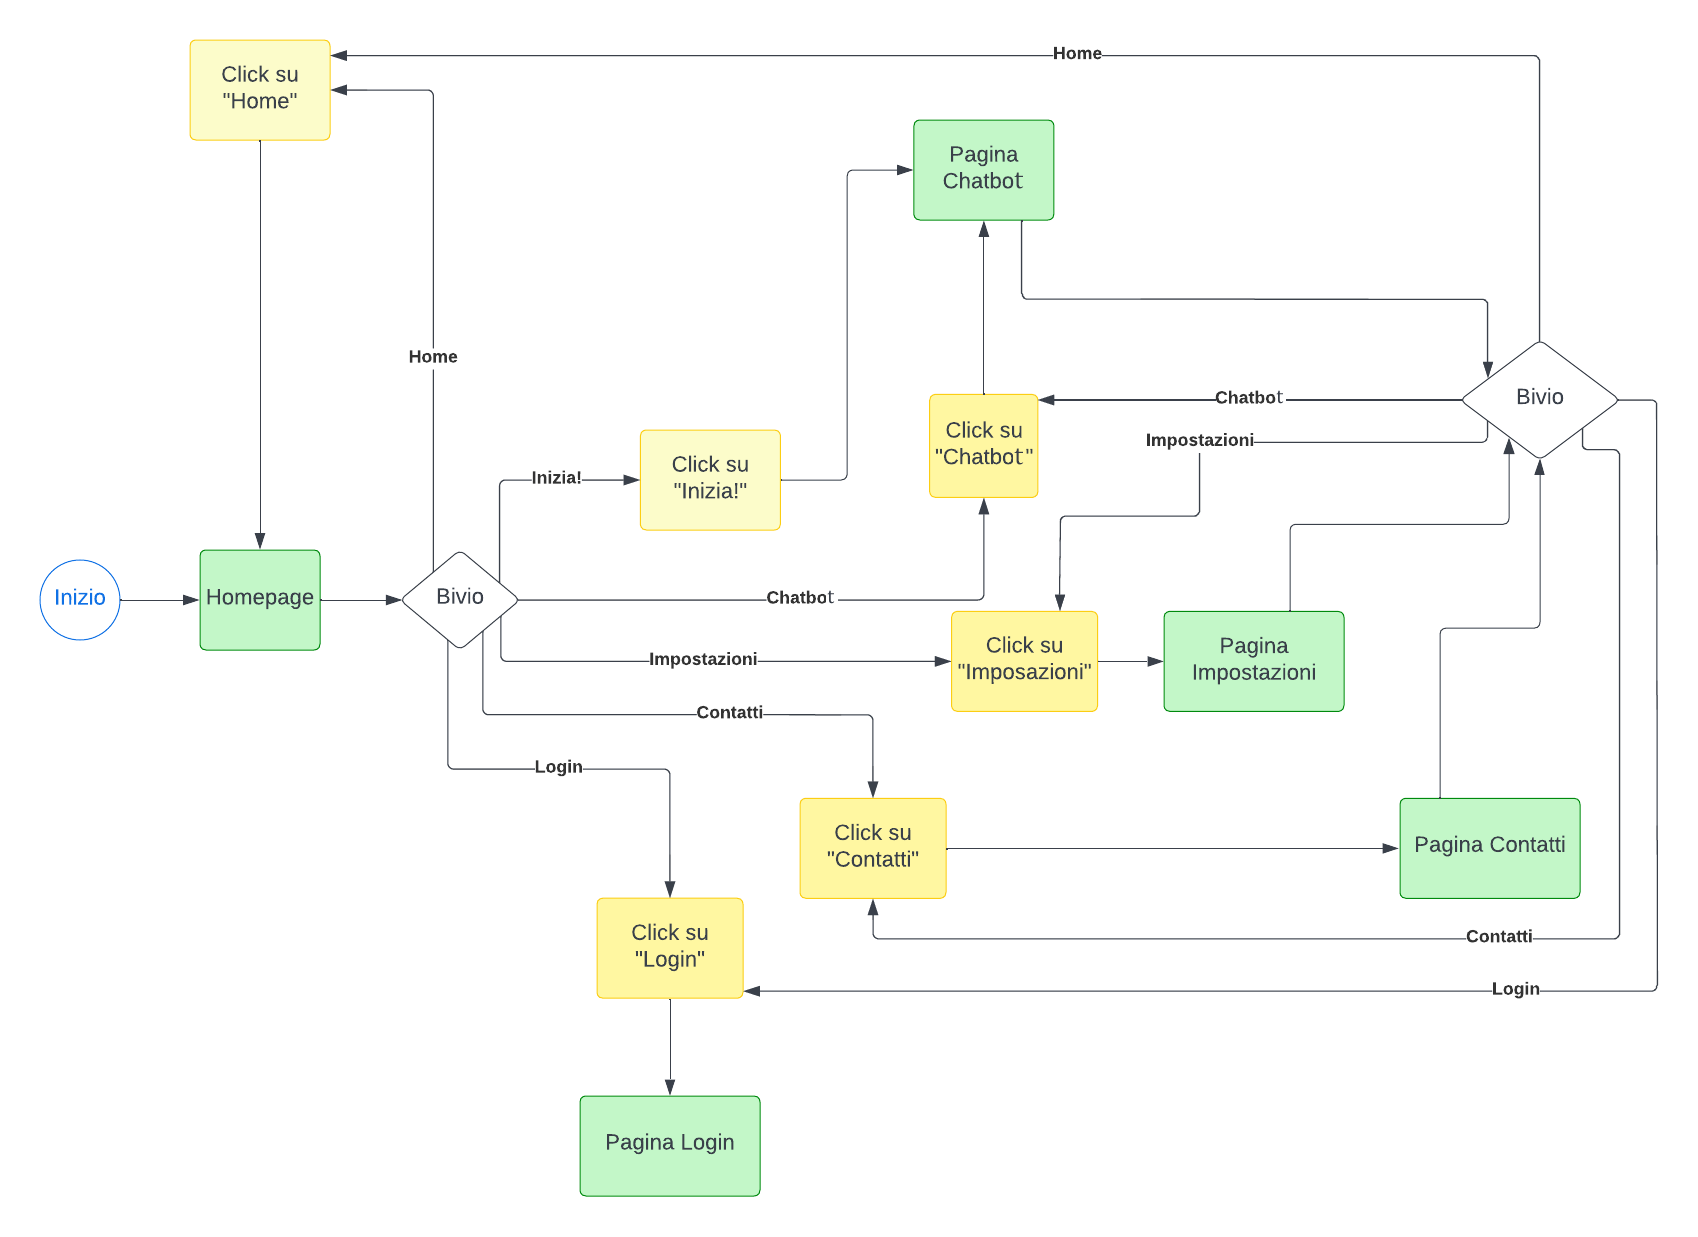 Home
Click su
"Home"
Pagina
Chatbot
Home
Chatbot
Bivio
Click su
"Chatbot"
Impostazioni
Inizia!
Click su
"Inizia!"
Inizio
Homepage
Bivio
Chatbot
Impostazioni
Click su
"Imposazioni"
Pagina
Impostazioni
Contatti
Login
Click su
"Contatti"
Pagina Contatti
Click su
"Login"
Contatti
Login
Pagina Login